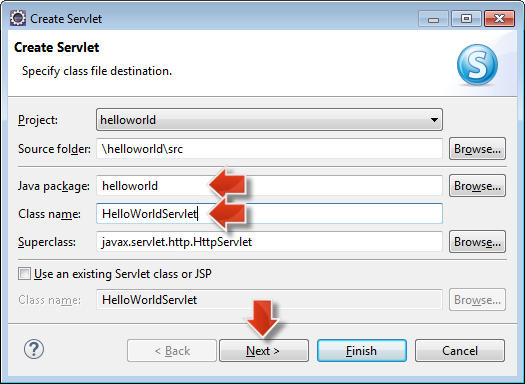 Create Servlet
Create Servlet
Specify class file destination.
S
Project: helloworld
Source folder: \helloworld\src Browse...
Java package: helloworld Browse...
Class name: HelloWorldServlet
Superclass: javax.servlet.http.HttpServlet Browse...
Use an existing Servlet class or JSP
Class name: HelloWorldServlet Browse...
? < Back Next > Finish Cancel